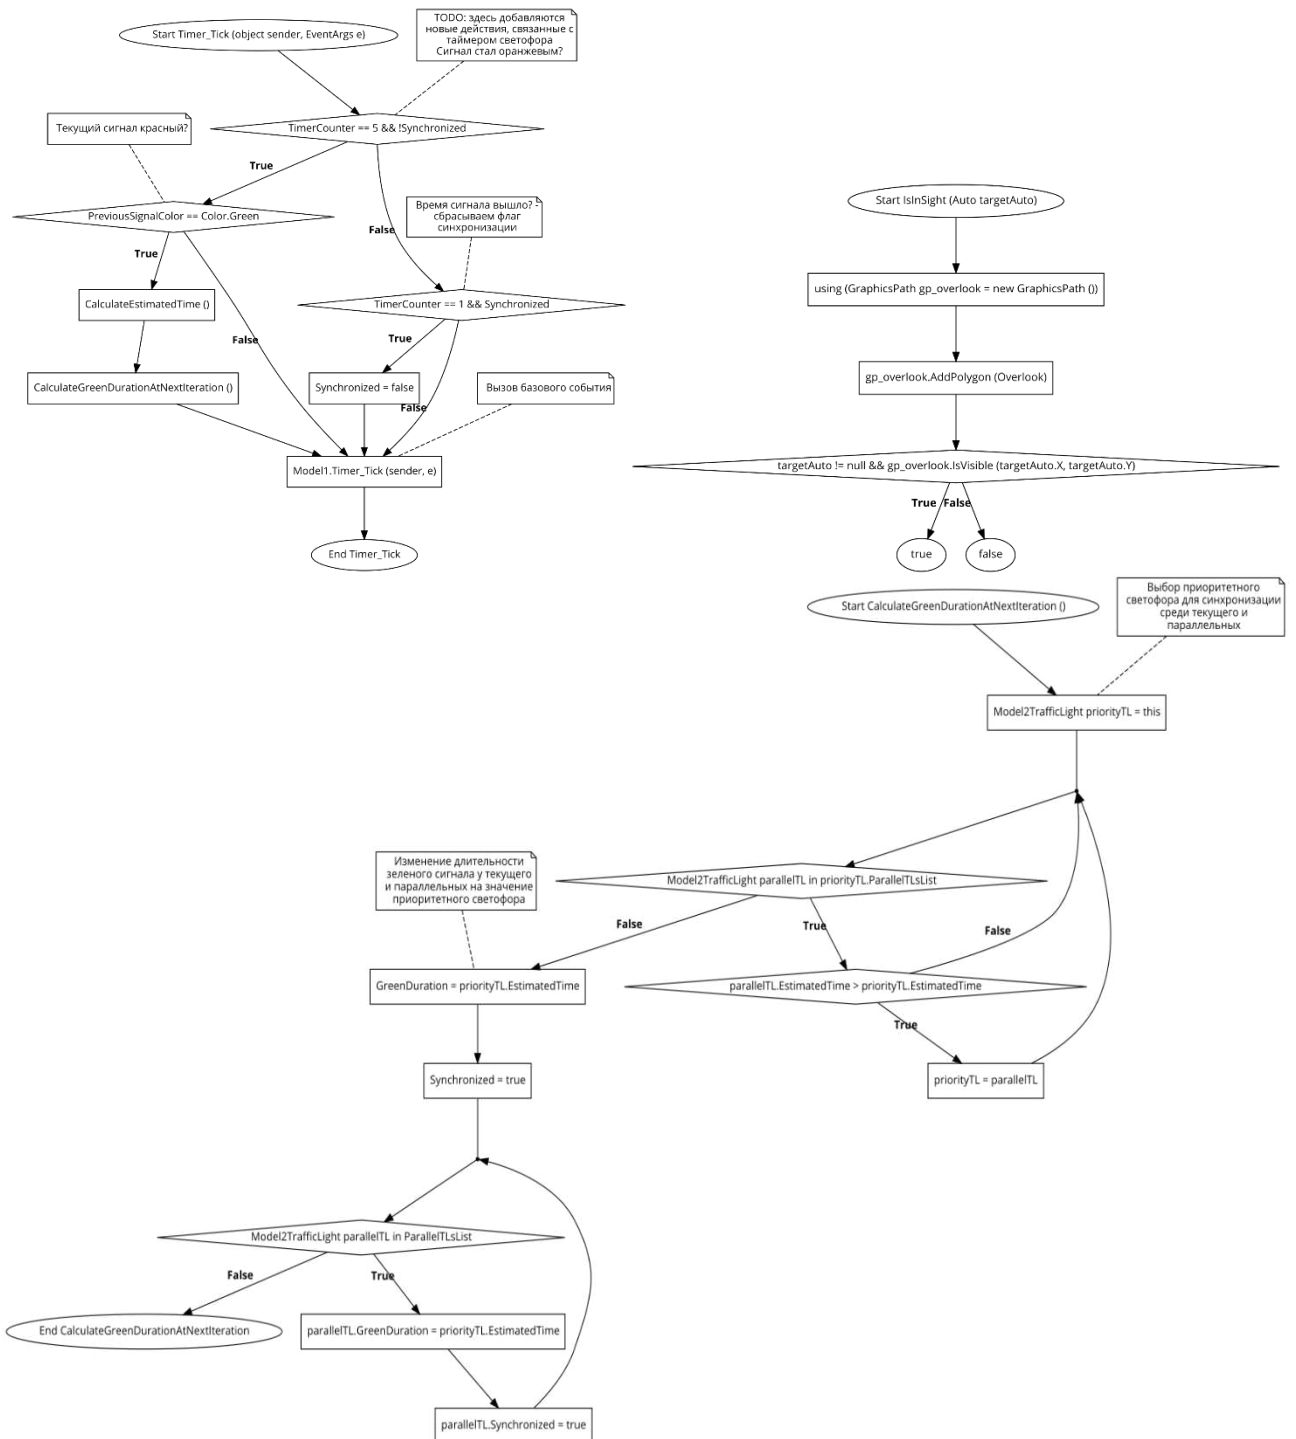 Start Timer_Tick (object sender, EventArgs e)
TODO: здесь добавляются
новые действия, связанные с
таймером светофора
Сигнал стал оранжевым?
Текущий сигнал красный?
TimerCounter == 5 && !Synchronized
True
False
PreviousSignalColor == Color.Green
Время сигнала вышло? -
сбрасываем флаг
синхронизации
True
False
CalculateEstimatedTime ()
TimerCounter == 1 && Synchronized
True
False
CalculateGreenDurationAtNextIteration ()
Synchronized = false
Вызов базового события
Model1.Timer_Tick (sender, e)
End Timer_Tick
Start IsInSight (Auto targetAuto)
using (GraphicsPath gp_overlook = new GraphicsPath ())
gp_overlook.AddPolygon (Overlook)
targetAuto != null && gp_overlook.IsVisible (targetAuto.X, targetAuto.Y)
True
False
true
false
Start CalculateGreenDurationAtNextIteration ()
Выбор приоритетного
светофора для синхронизации
среди текущего и
параллельных
Model2TrafficLight priorityTL = this
Изменение длительности
зеленого сигнала у текущего
и параллельных на значение
приоритетного светофора
Model2TrafficLight parallelTL in priorityTL.ParallelTLsList
False
True
False
GreenDuration = priorityTL.EstimatedTime
parallelTL.EstimatedTime > priorityTL.EstimatedTime
True
Synchronized = true
priorityTL = parallelTL
Model2TrafficLight parallelTL in ParallelTLsList
False
True
End CalculateGreenDurationAtNextIteration
parallelTL.GreenDuration = priorityTL.EstimatedTime
parallelTL.Synchronized = true